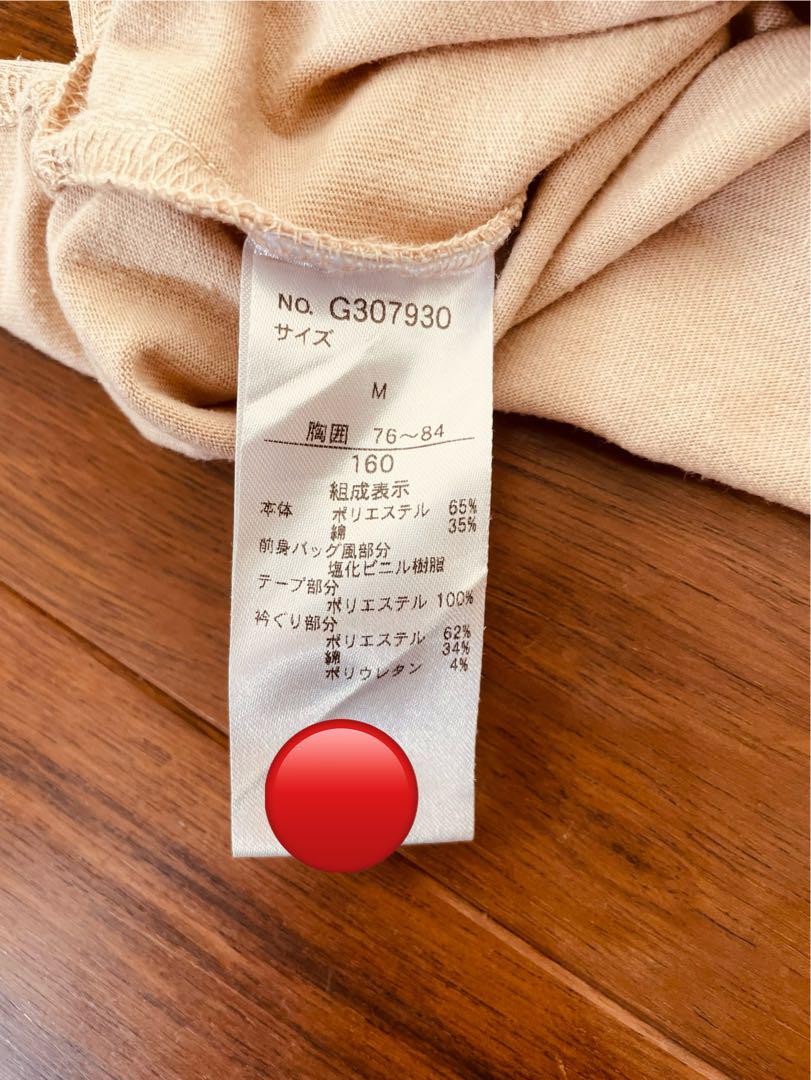 NO. G307930
サイズ
M
胸囲 76～84
160
組成表示
本体 ポリエステル 65%
綿 35%
前身バッグ風部分
塩化ビニル樹脂
テープ部分
ポリエステル 100%
衿ぐり部分
ポリエステル 62%
綿 34%
ポリウレタン 4%